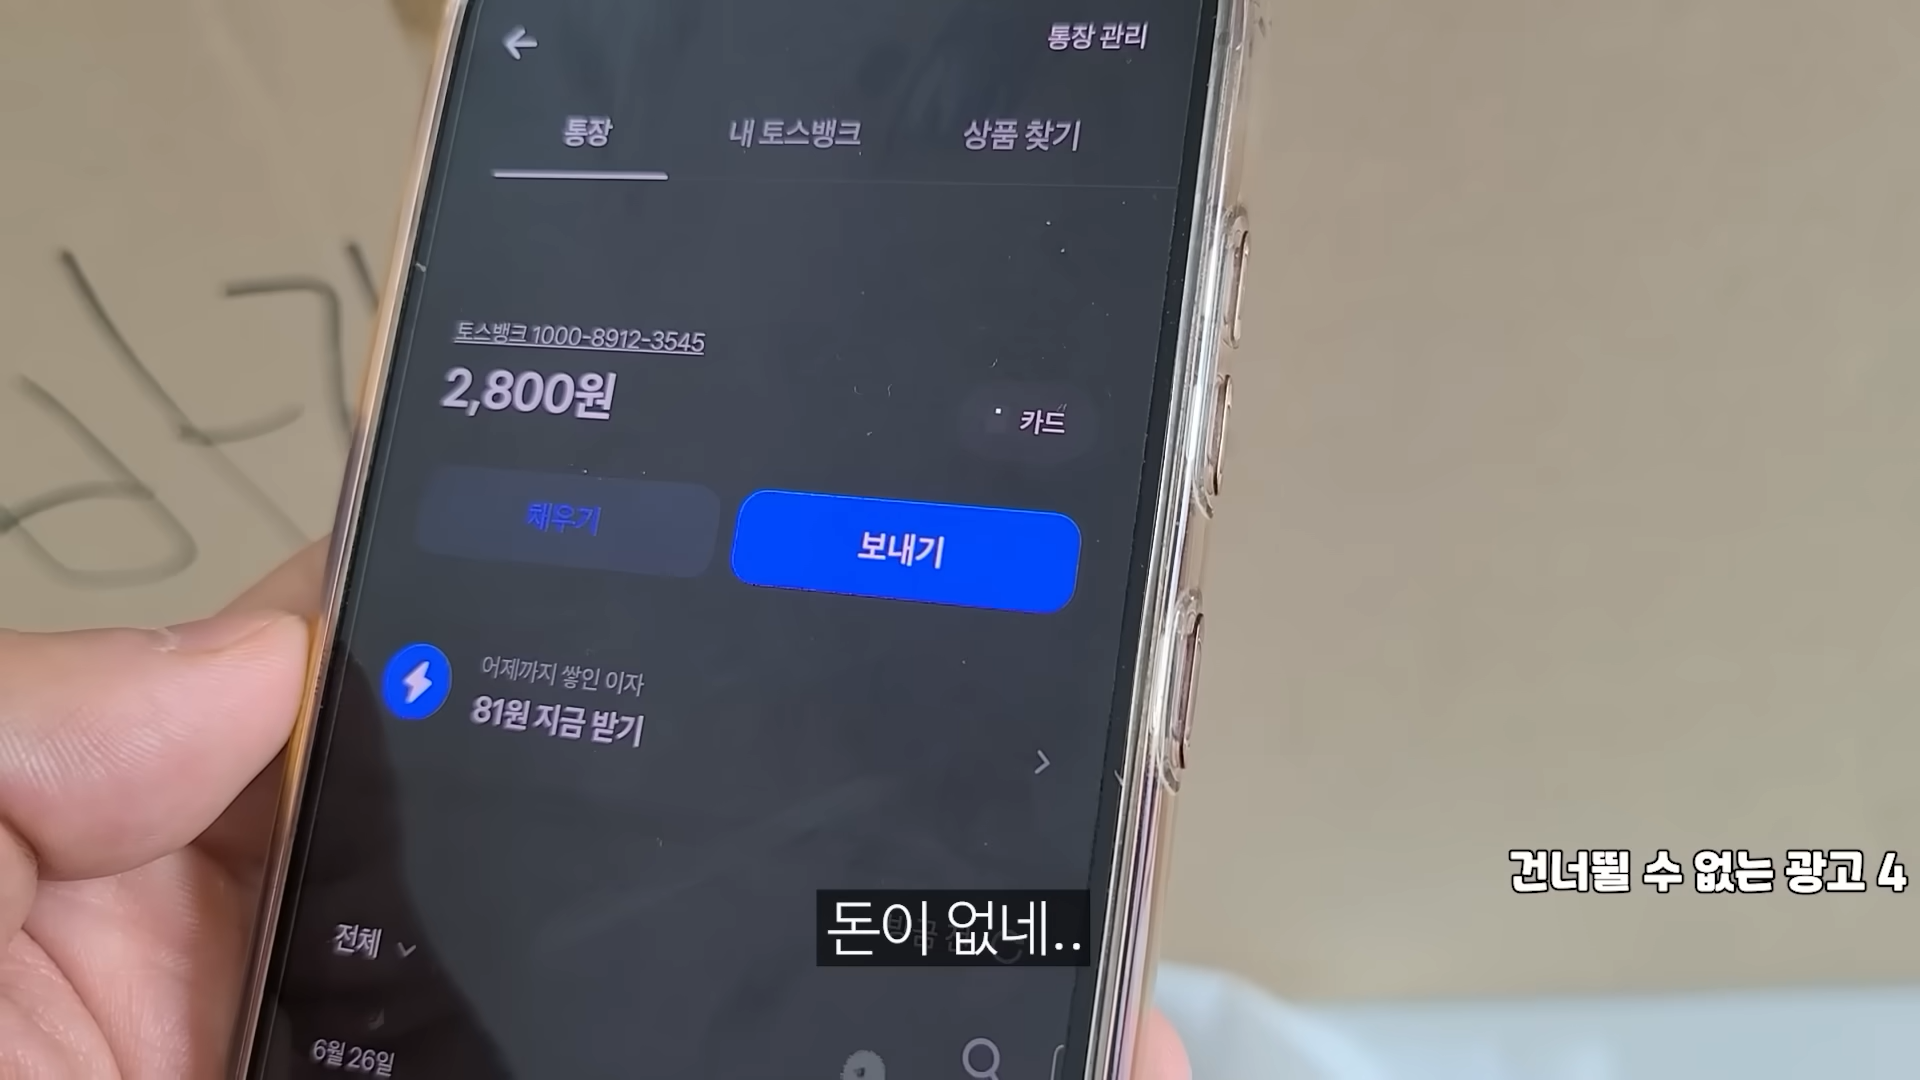 통장 관리
통장 내 토스뱅크 상품 찾기
토스뱅크 1000-8912-3545
2,800원
카드
채우기 보내기
어제까지 쌓인 이자
81원 지금 받기
건너뛸 수 없는 광고 4
돈이 없네..
전체
6월 26일